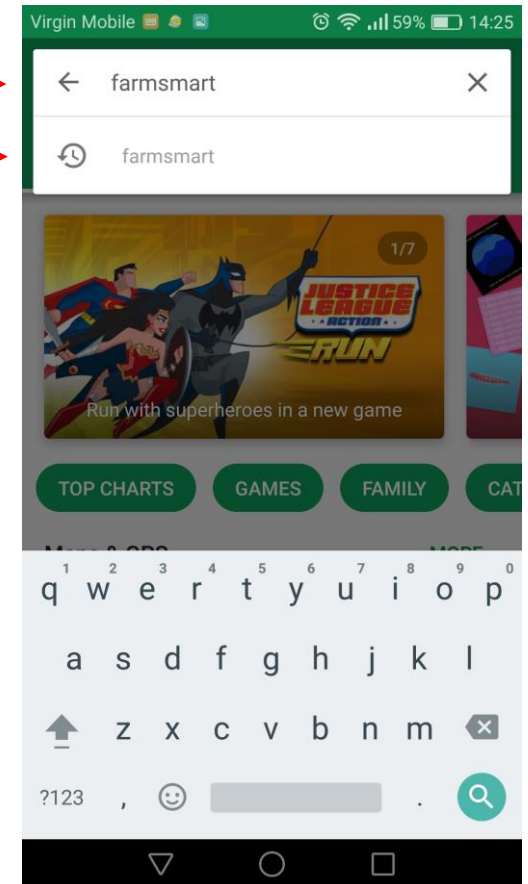 Virgin Mobile 59% 14:25
farmsmart
farmsmart
1/7
JUSTICE
LEAGUE
ACTION
RUN
Run with superheroes in a new game
TOP CHARTS GAMES FAMILY CAT
1 2 3 4 5 6 7 8 9 0
q w e r t y u i o p
a s d f g h j k l
z x c v b n m
?123 , .